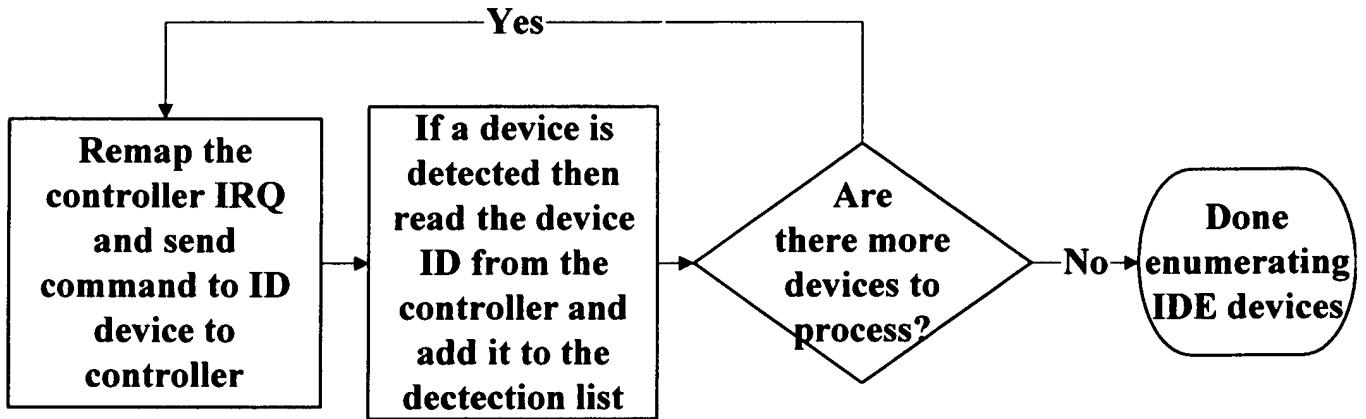 Yes
Remap the
controller IRQ
and send
command to ID
device to
controller
If a device is
detected then
read the device
ID from the
controller and
add it to the
dectection list
Are
there more
devices to
process?
No
Done
enumerating
IDE devices